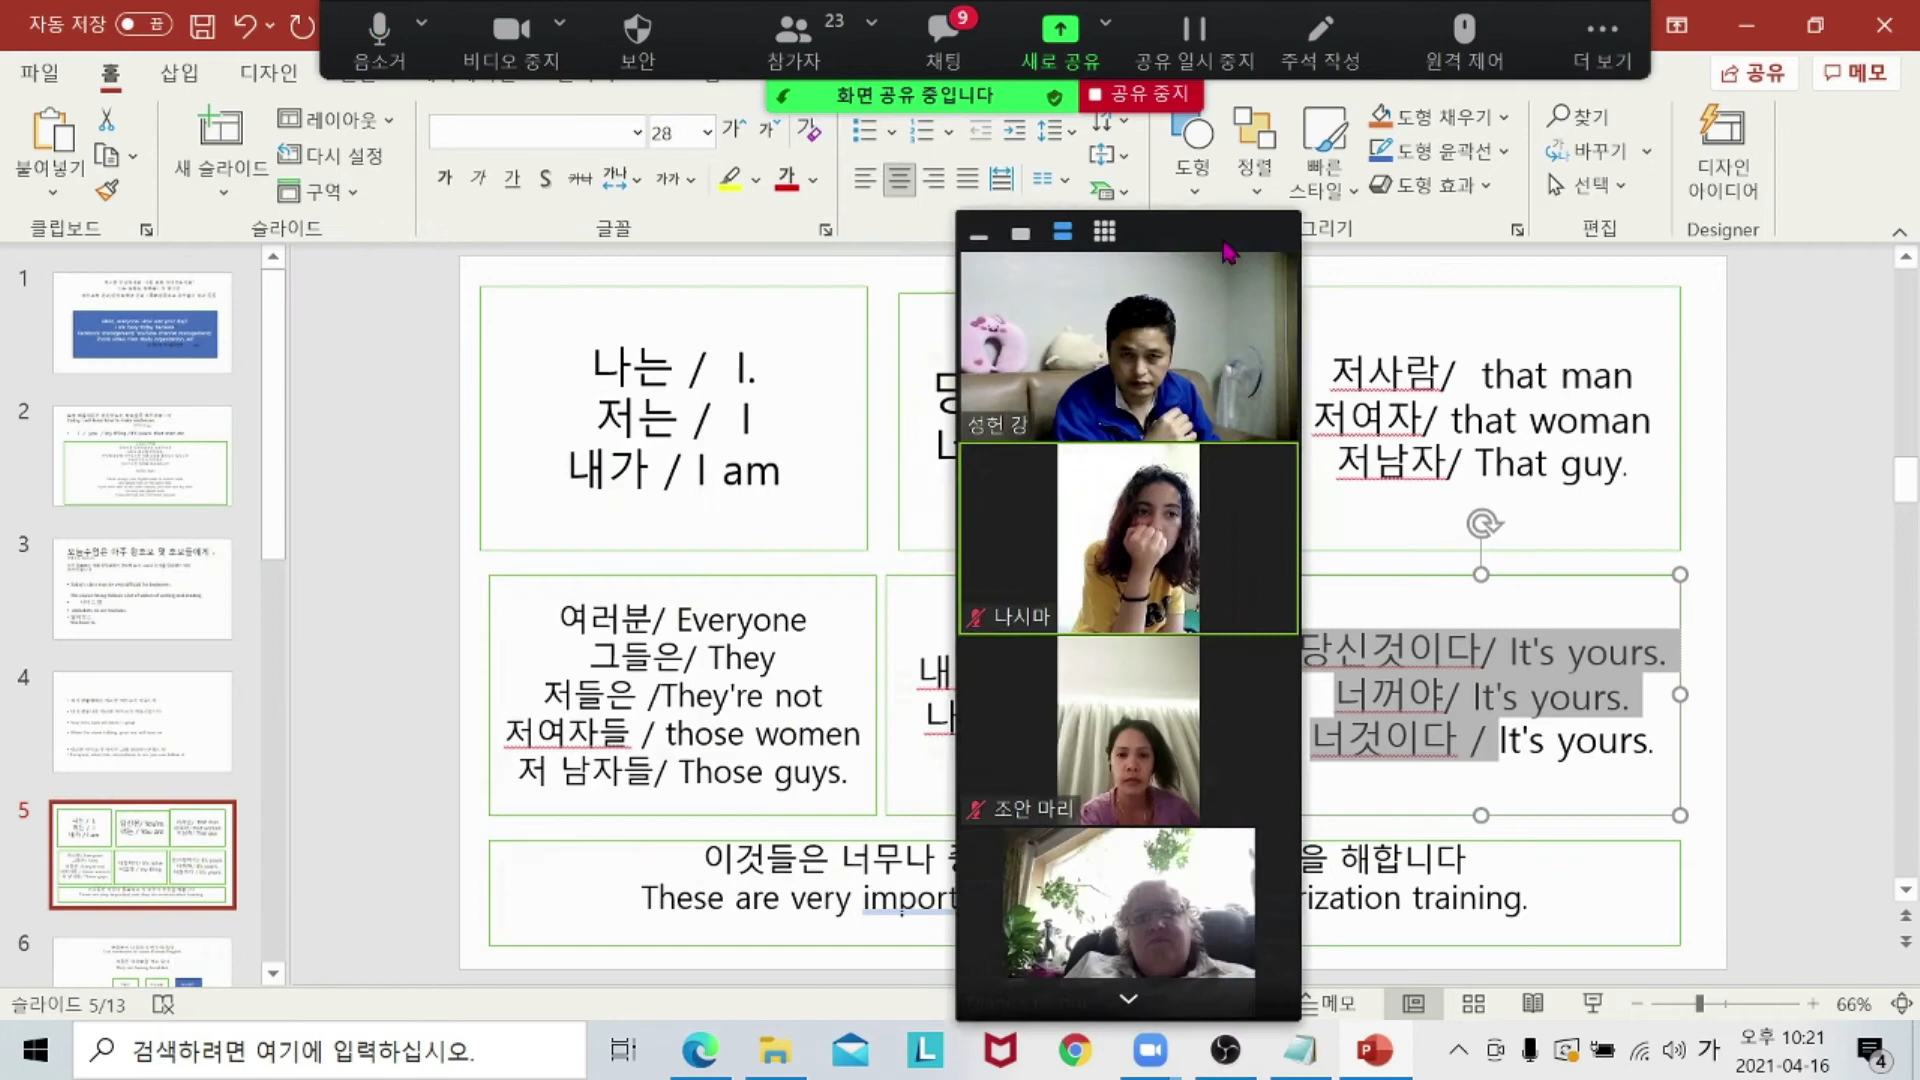 자동 저장 끔
음소거
비디오 중지
보안
참가자 23
채팅 9
새로 공유
공유 일시 중지
주석 작성
원격 제어
더 보기
화면 공유 중입니다
공유 중지
파일 홈 삽입 디자인
공유 메모
붙여넣기
새 슬라이드
레이아웃
다시 설정
구역
28
도형
정렬
빠른
스타일
도형 채우기
도형 윤곽선
도형 효과
찾기
바꾸기
선택
디자인
아이디어
클립보드 슬라이드 글꼴 그리기 편집 Designer
1
2
3
4
5
6
나는 / I.
저는 / I
내가 / I am
저사람/ that man
저여자/ that woman
저남자/ That guy.
여러분/ Everyone
그들은/ They
저들은 /They're not
저여자들 / those women
저 남자들/ Those guys.
당신것이다/ It's yours.
너꺼야/ It's yours.
너것이다 / It's yours.
이것들은 너무나
을 해합니다
These are very import
rization training.
성헌 강
나시마
조안 마리
슬라이드 5/13
메모
66%
검색하려면 여기에 입력하십시오.
가
오후 10:21
2021-04-16
4